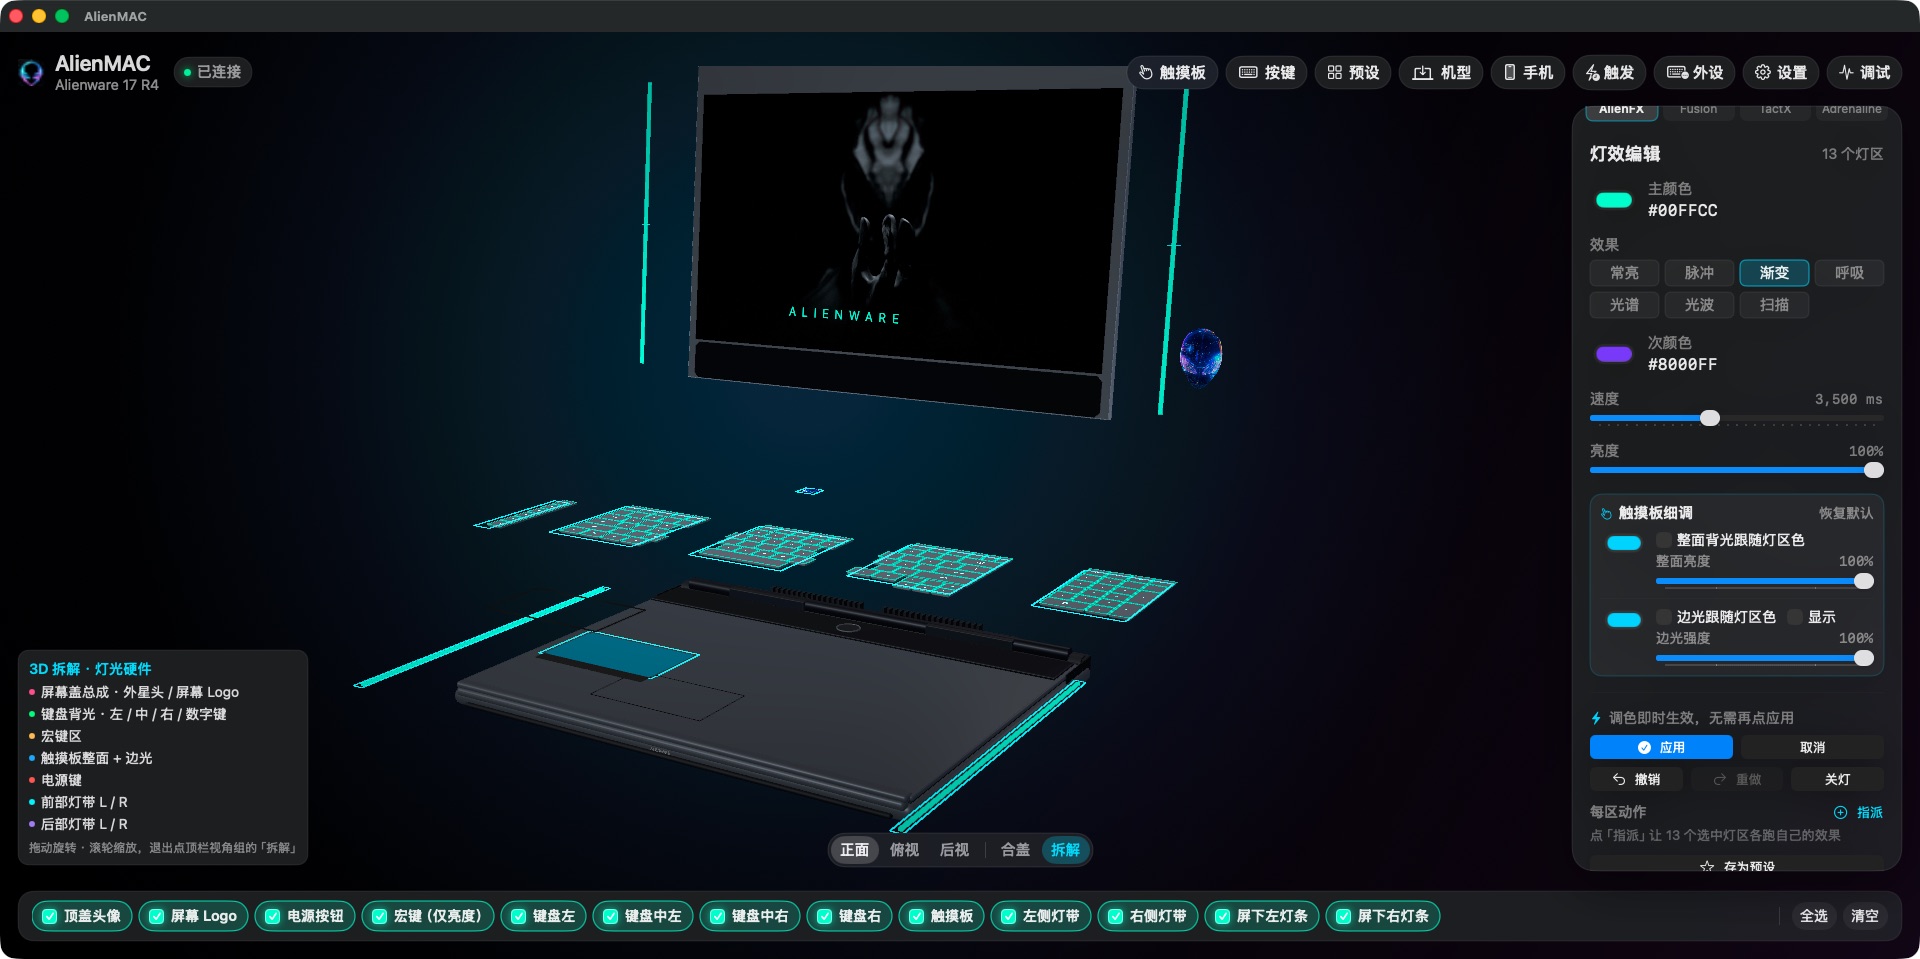 AlienMAC
AlienMAC
Alienware 17 R4
已连接
触摸板
按键
预设
机型
手机
触发
外设
设置
调试
AlienFX
Fusion
TactX
Adrenaline
灯效编辑
13 个灯区
主颜色
#00FFCC
效果
常亮
脉冲
渐变
呼吸
光谱
光波
扫描
次颜色
#8000FF
速度
3,500 ms
亮度
100%
触摸板细调
恢复默认
整面背光跟随灯区色
整面亮度
100%
边光跟随灯区色
显示
边光强度
100%
调色即时生效，无需再点应用
应用
取消
撤销
重做
关灯
每区动作
指派
点「指派」让 13 个选中灯区各跑自己的效果
存为预设
ALIENWARE
3D 拆解 · 灯光硬件
屏幕盖总成 · 外星头 / 屏幕 Logo
键盘背光 · 左 / 中 / 右 / 数字键
宏键区
触摸板整面 + 边光
电源键
前部灯带 L / R
后部灯带 L / R
拖动旋转 · 滚轮缩放，退出点顶栏视角组的「拆解」
正面
俯视
后视
合盖
拆解
顶盖头像
屏幕 Logo
电源按钮
宏键 (仅亮度)
键盘左
键盘中左
键盘中右
键盘右
触摸板
左侧灯带
右侧灯带
屏下左灯条
屏下右灯条
全选
清空